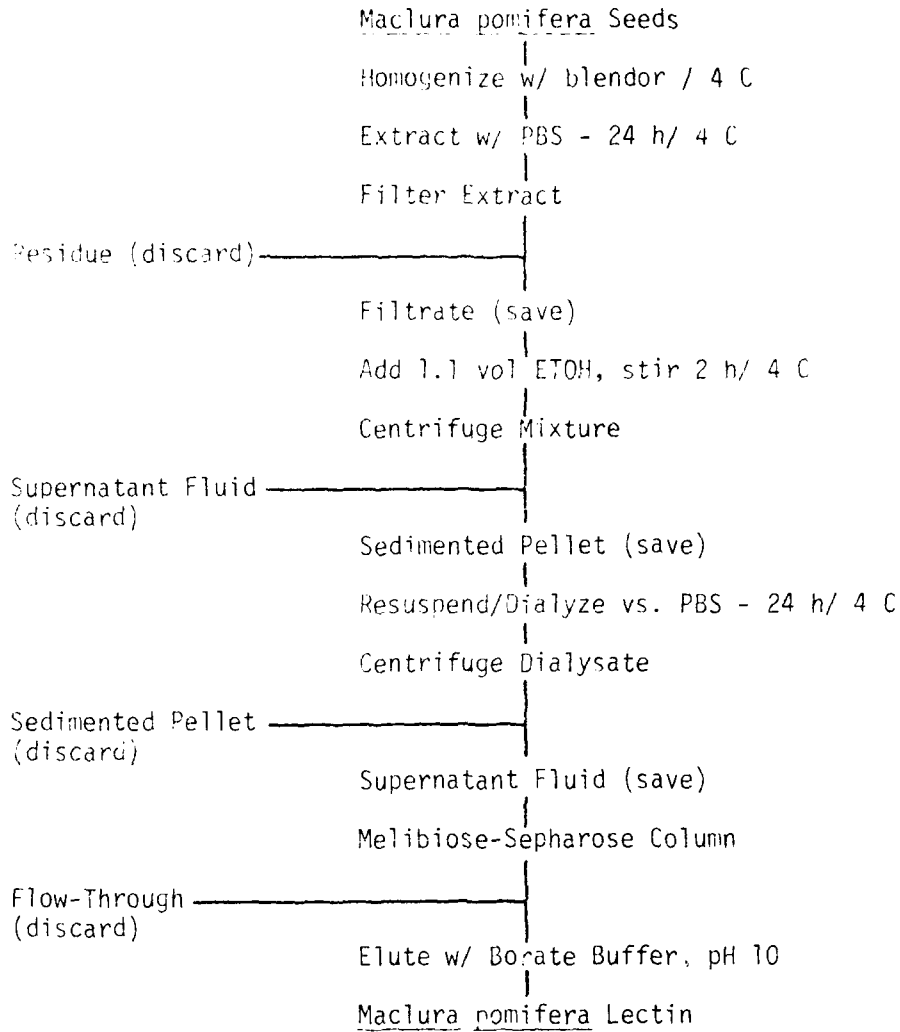 Maclura pomifera Seeds
Homogenize w/ blendor / 4 C
Extract w/ PBS - 24 h/ 4 C
Filter Extract
Residue (discard)
Filtrate (save)
Add 1.1 vol ETOH, stir 2 h/ 4 C
Centrifuge Mixture
Supernatant Fluid
(discard)
Sedimented Pellet (save)
Resuspend/Dialyze vs. PBS - 24 h/ 4 C
Centrifuge Dialysate
Sedimented Pellet
(discard)
Supernatant Fluid (save)
Melibiose-Sepharose Column
Flow-Through
(discard)
Elute w/ Borate Buffer, pH 10
Maclura pomifera Lectin